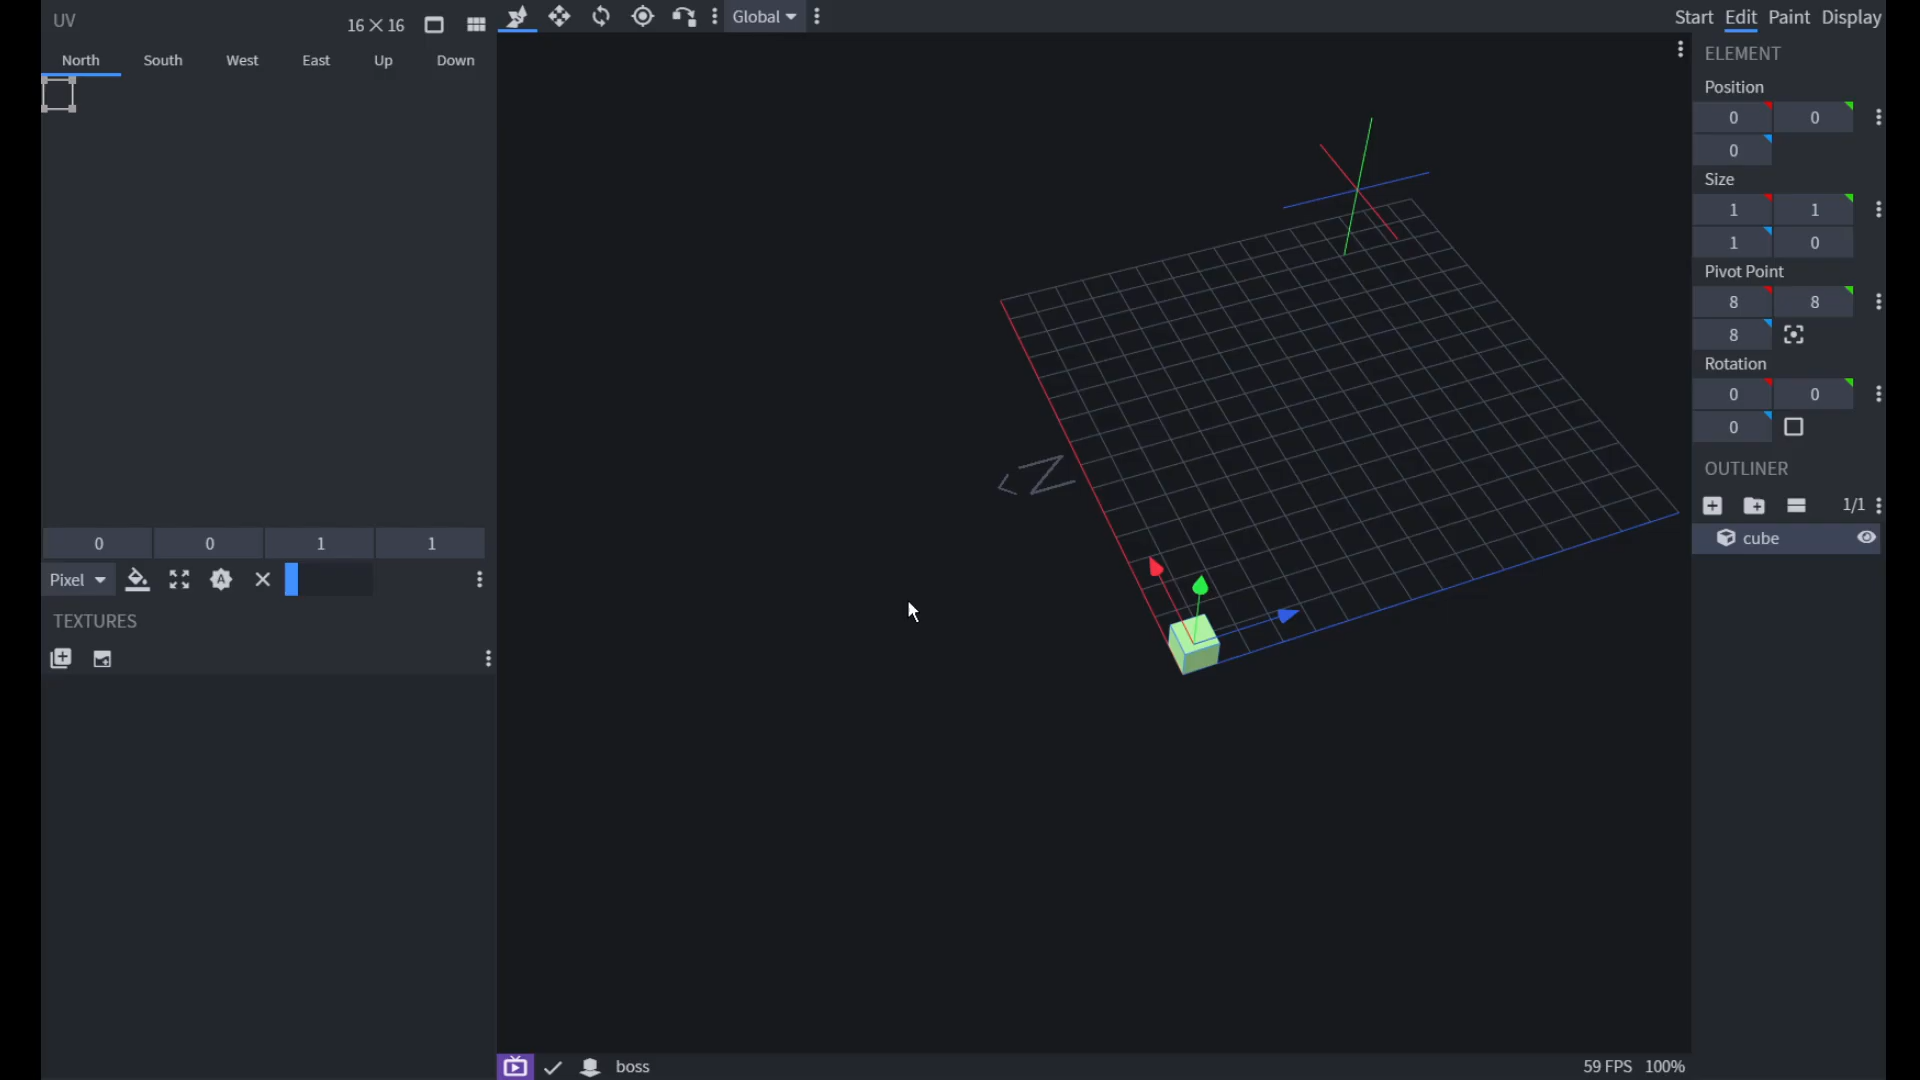 UV
16×16
North South West East Up Down
0 0 1 1
Pixel
TEXTURES
Global
N
boss
59 FPS 100%
Start Edit Paint Display
ELEMENT
Position
0 0
0
Size
1 1
1 0
Pivot Point
8 8
8
Rotation
0 0
0
OUTLINER
1/1
cube